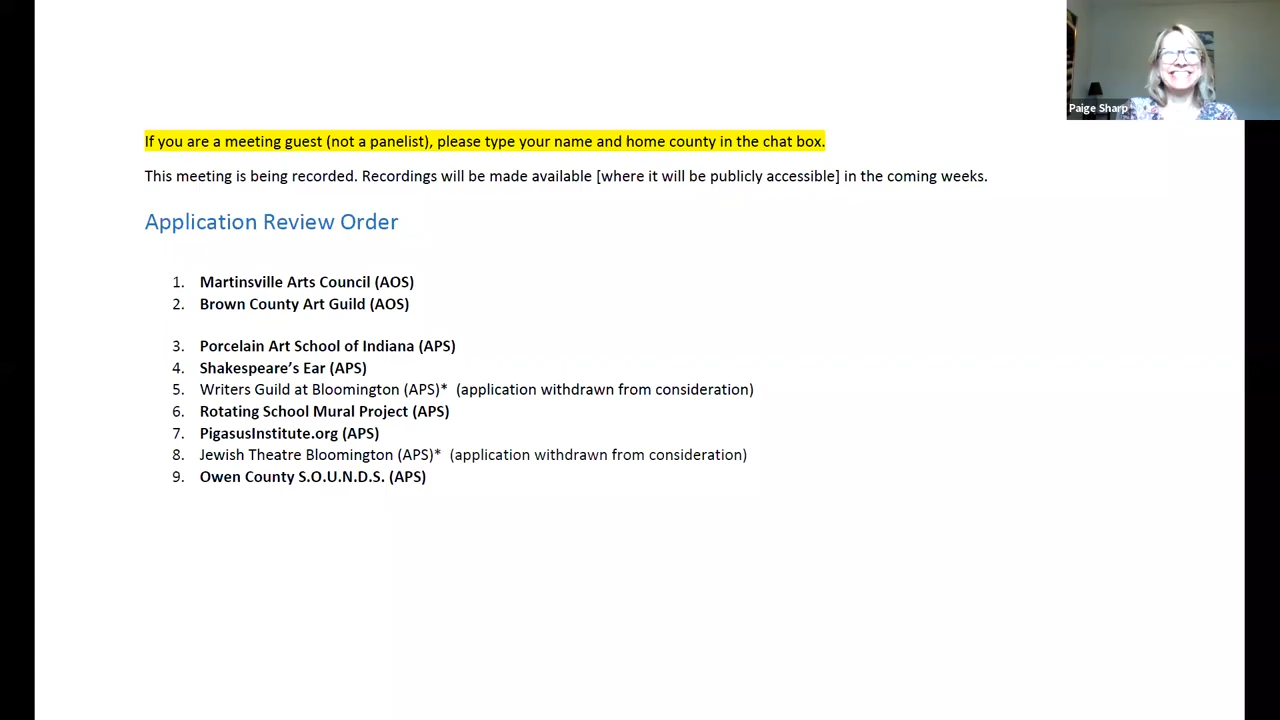 Paige Sharp
If you are a meeting guest (not a panelist), please type your name and home county in the chat box.
This meeting is being recorded. Recordings will be made available [where it will be publicly accessible] in the coming weeks.
Application Review Order
1. Martinsville Arts Council (AOS)
2. Brown County Art Guild (AOS)
3. Porcelain Art School of Indiana (APS)
4. Shakespeare’s Ear (APS)
5. Writers Guild at Bloomington (APS)* (application withdrawn from consideration)
6. Rotating School Mural Project (APS)
7. PigasusInstitute.org (APS)
8. Jewish Theatre Bloomington (APS)* (application withdrawn from consideration)
9. Owen County S.O.U.N.D.S. (APS)